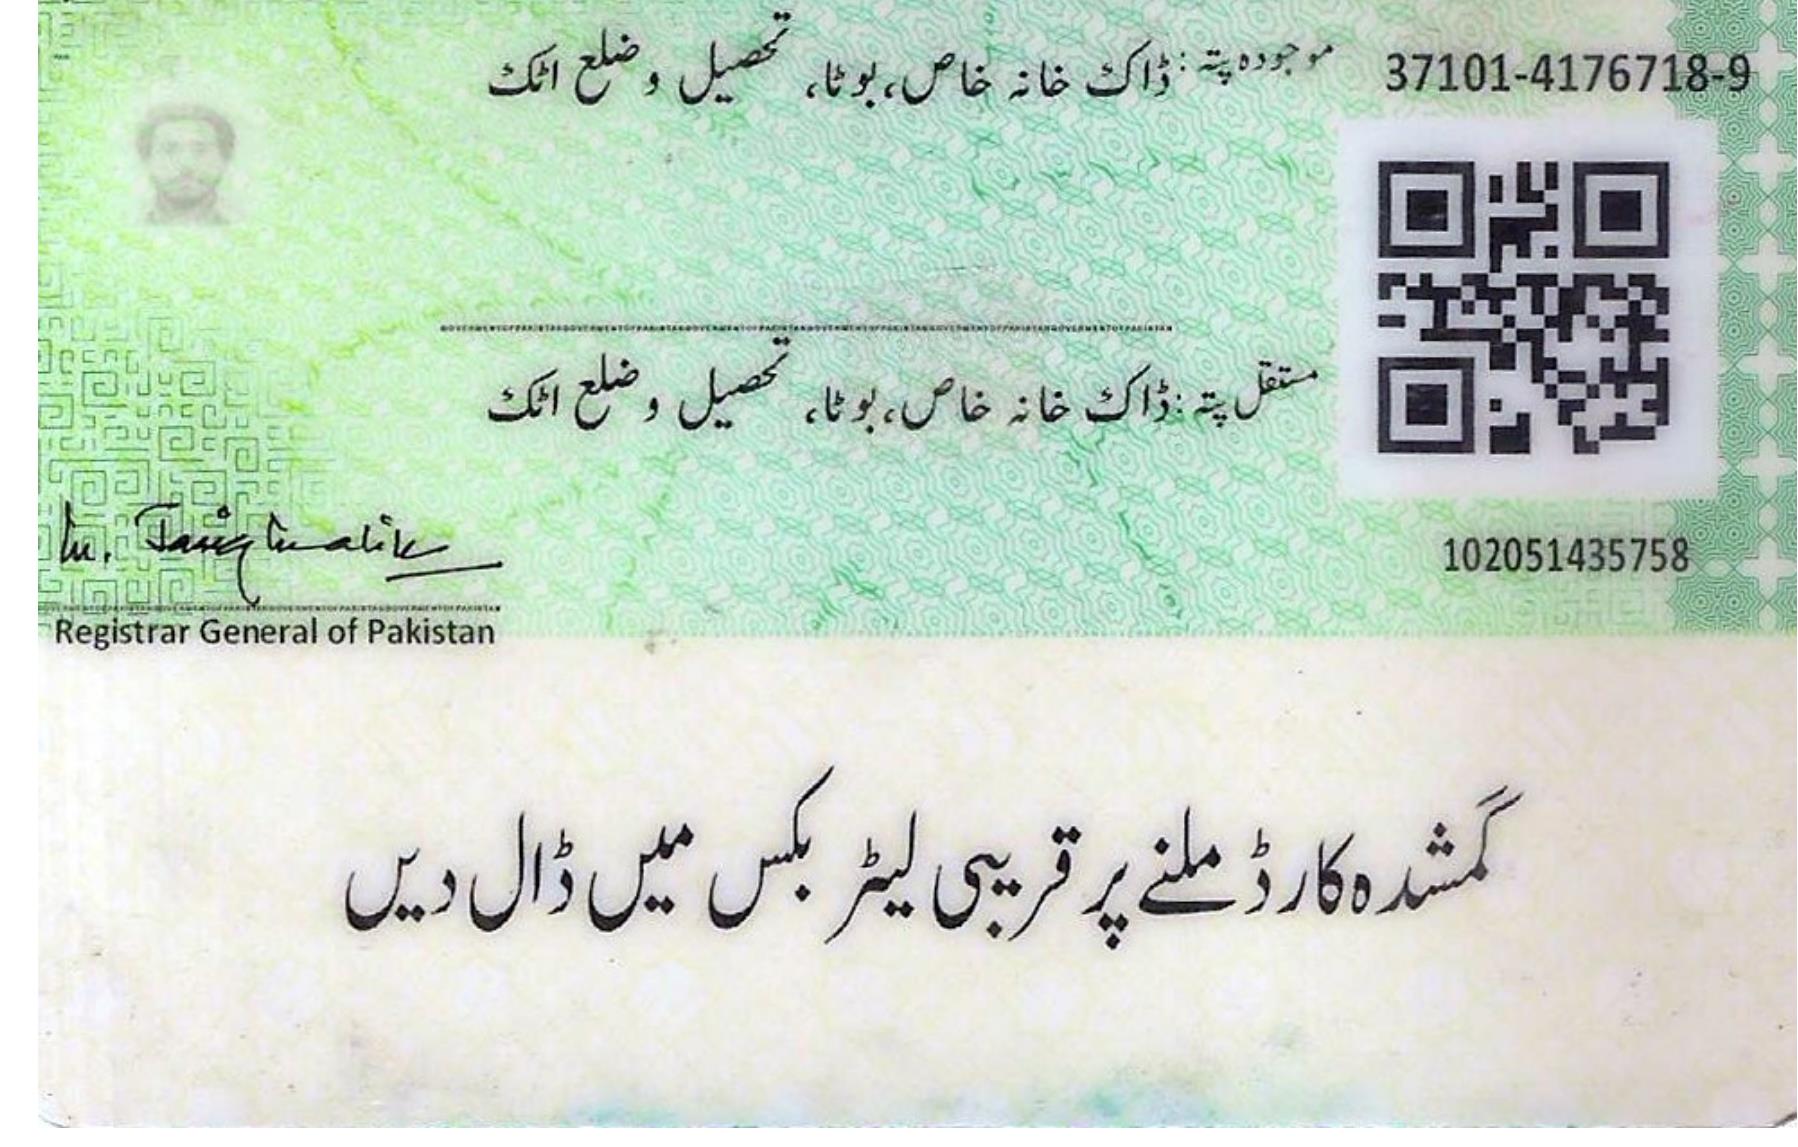 موجودہ پتہ: ڈاک خانہ خاص، بوٹا، تحصیل و ضلع اٹک
37101-4176718-9
مستقل پتہ: ڈاک خانہ خاص، بوٹا، تحصیل و ضلع اٹک
102051435758
M. Tariq Malik
Registrar General of Pakistan
گمشدہ کارڈ ملنے پر قریبی لیٹر بکس میں ڈال دیں